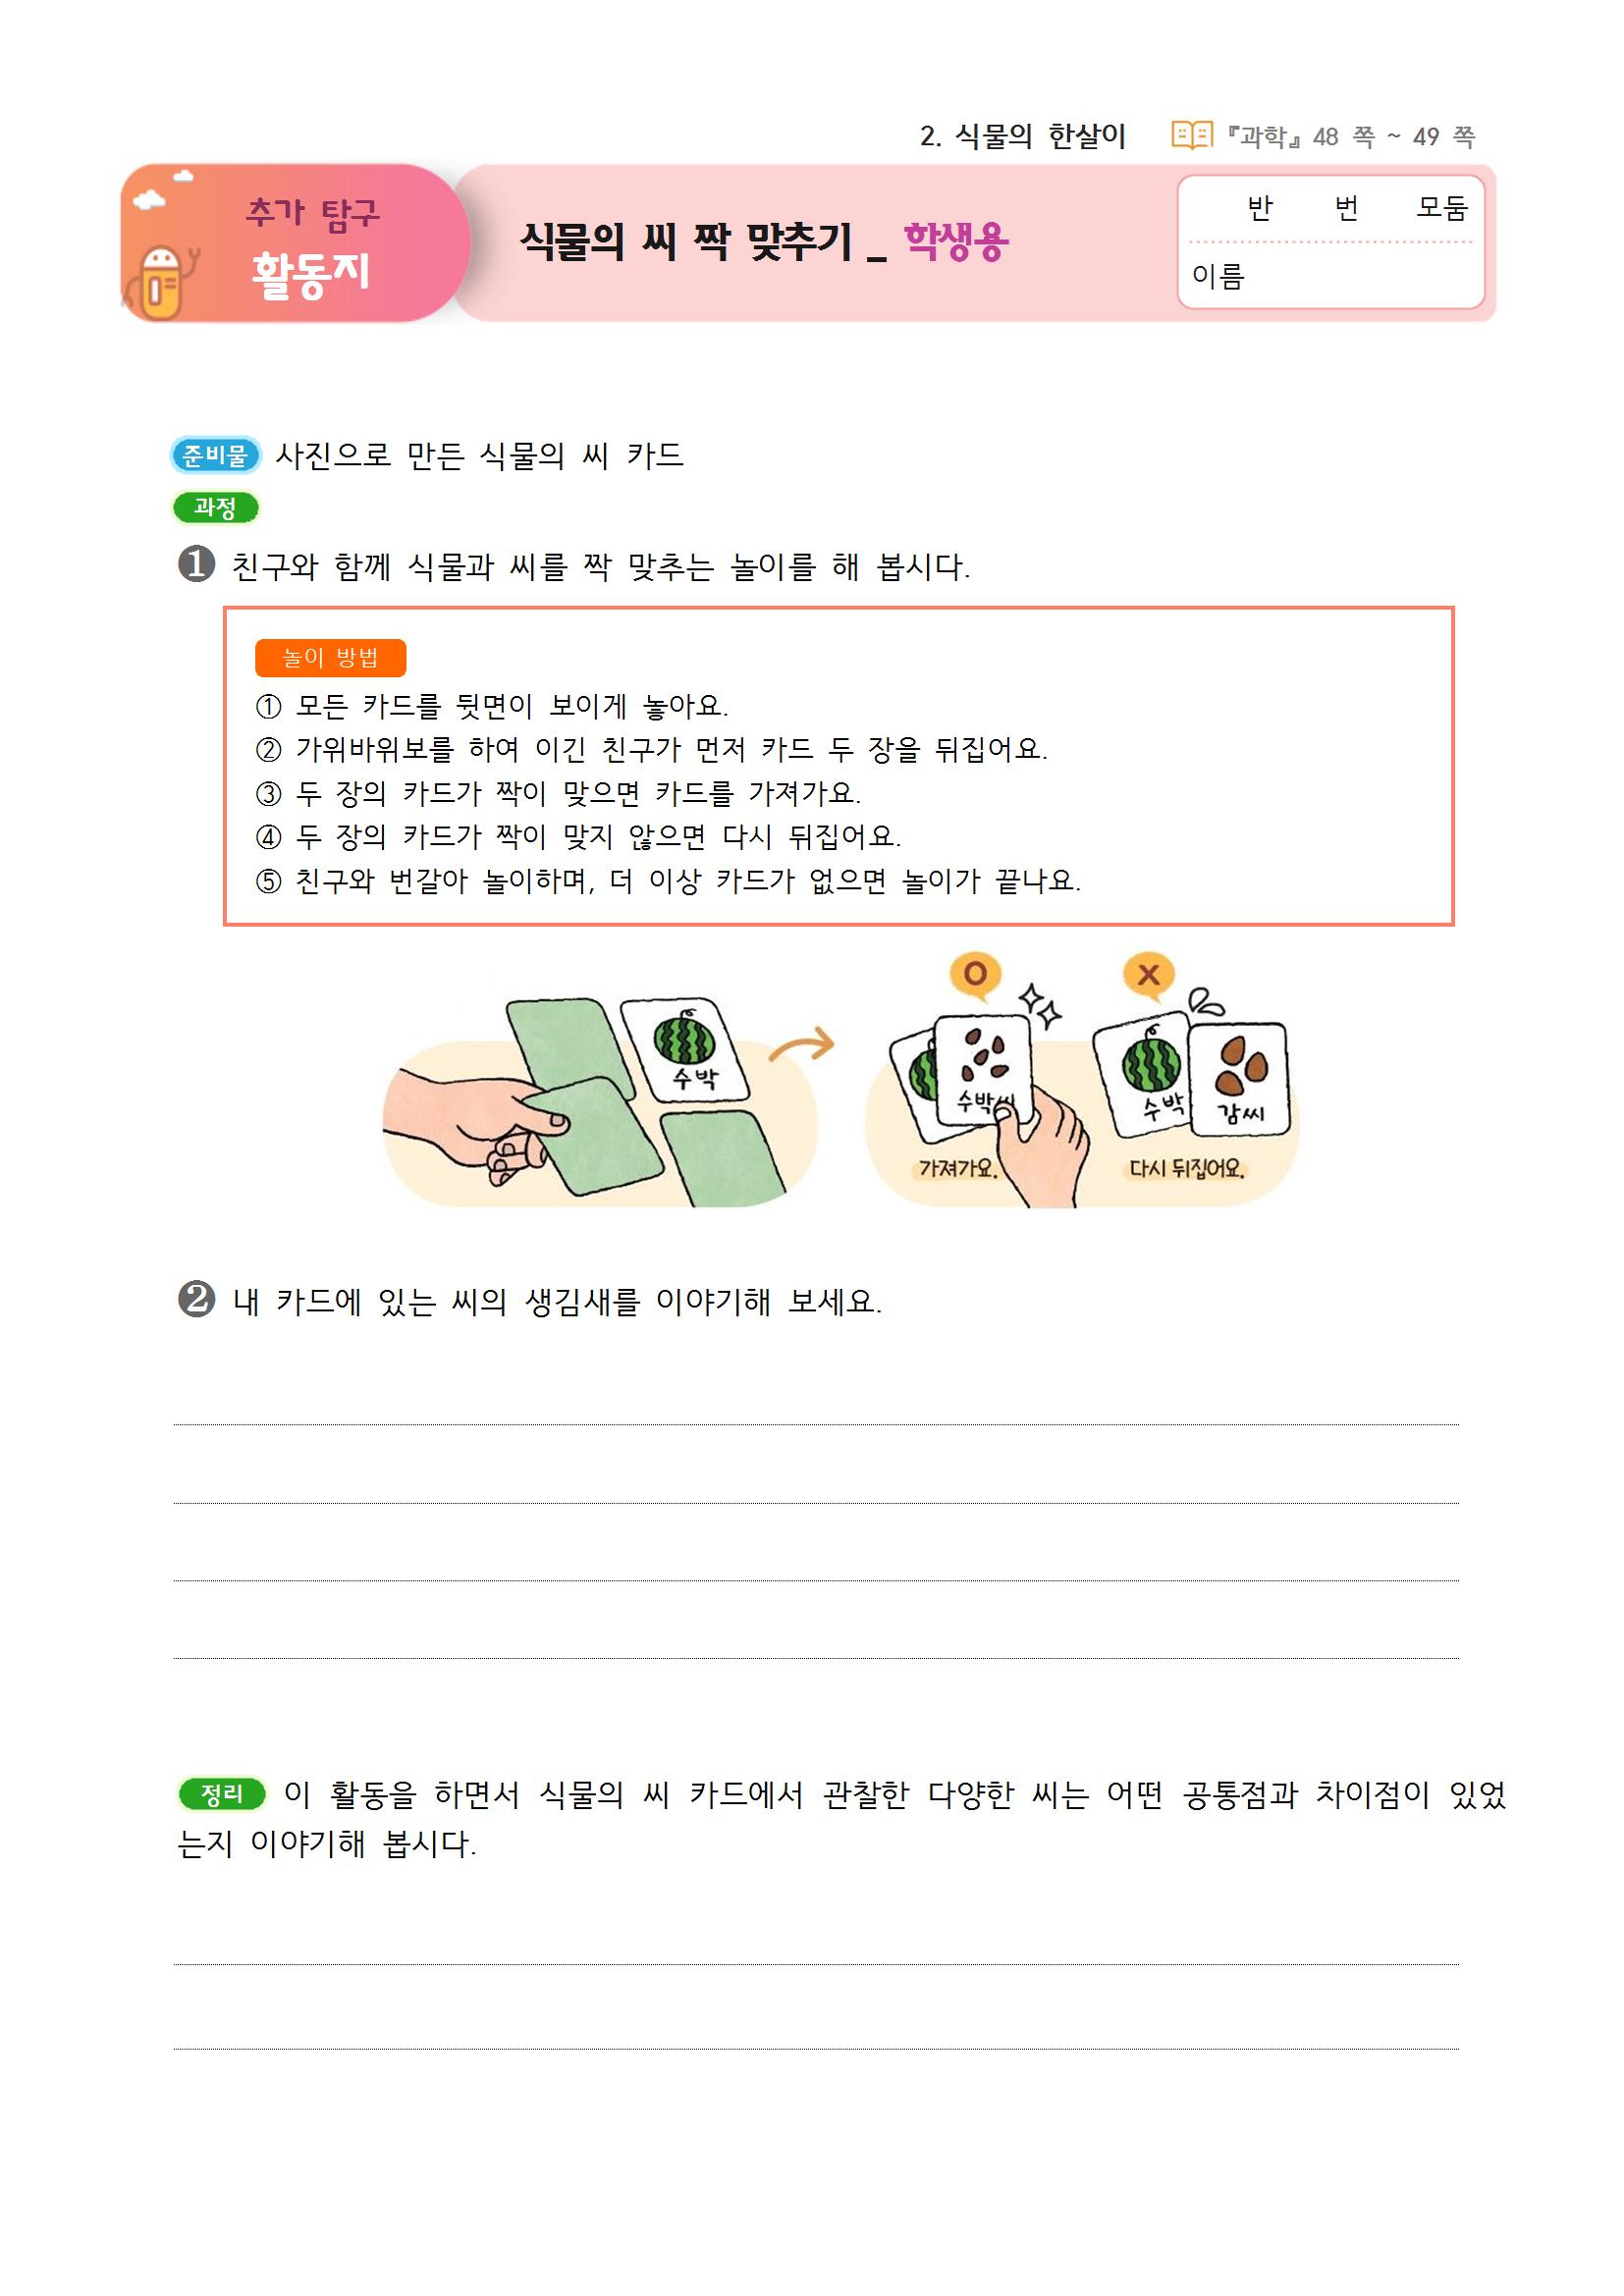 2. 식물의 한살이 『과학』 48 쪽 ~ 49 쪽
추가 탐구
활동지
식물의 씨 짝 맞추기 _ 학생용
반 번 모둠
이름
준비물 사진으로 만든 식물의 씨 카드
과정
❶ 친구와 함께 식물과 씨를 짝 맞추는 놀이를 해 봅시다.
놀이 방법
① 모든 카드를 뒷면이 보이게 놓아요.
② 가위바위보를 하여 이긴 친구가 먼저 카드 두 장을 뒤집어요.
③ 두 장의 카드가 짝이 맞으면 카드를 가져가요.
④ 두 장의 카드가 짝이 맞지 않으면 다시 뒤집어요.
⑤ 친구와 번갈아 놀이하며, 더 이상 카드가 없으면 놀이가 끝나요.
수박
O
수박씨
가져가요.
X
수박
감씨
다시 뒤집어요.
❷ 내 카드에 있는 씨의 생김새를 이야기해 보세요.
정리 이 활동을 하면서 식물의 씨 카드에서 관찰한 다양한 씨는 어떤 공통점과 차이점이 있었
는지 이야기해 봅시다.